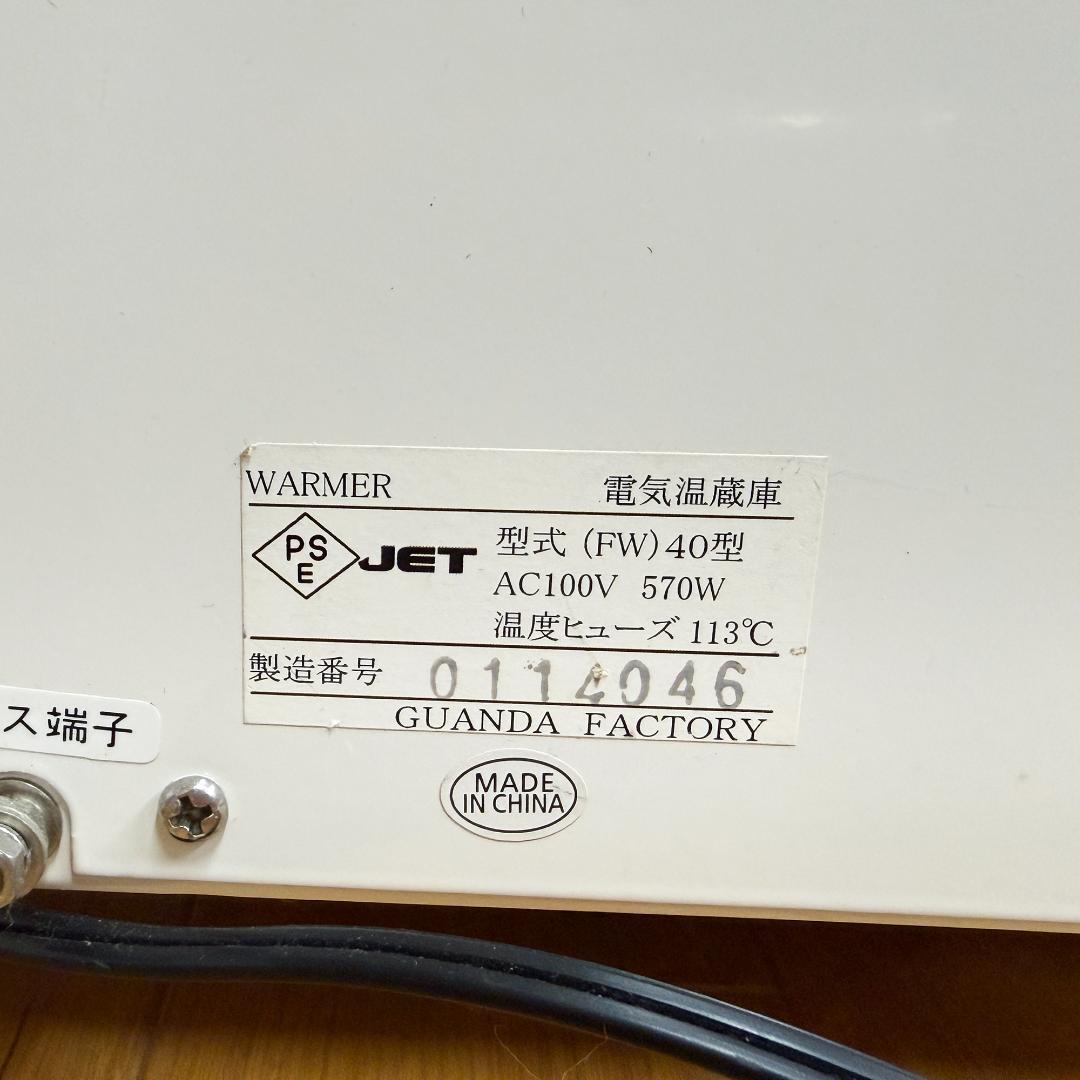 WARMER 電気温蔵庫
PS
E
JET
型式 (FW)40型
AC100V 570W
温度ヒューズ 113℃
製造番号 0114046
GUANDA FACTORY
ス端子
MADE
IN CHINA